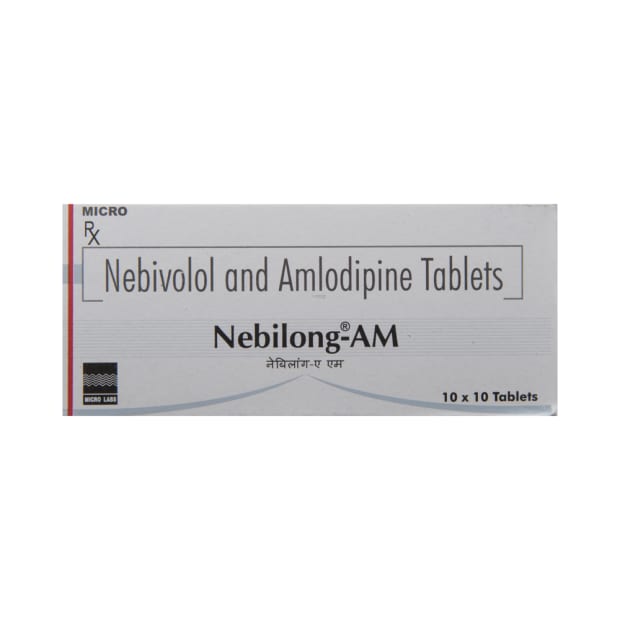 MICRO
Rx
Nebivolol and Amlodipine Tablets
Nebilong®-AM
नेबिलांग-ए एम
MICRO LABS
10 x 10 Tablets